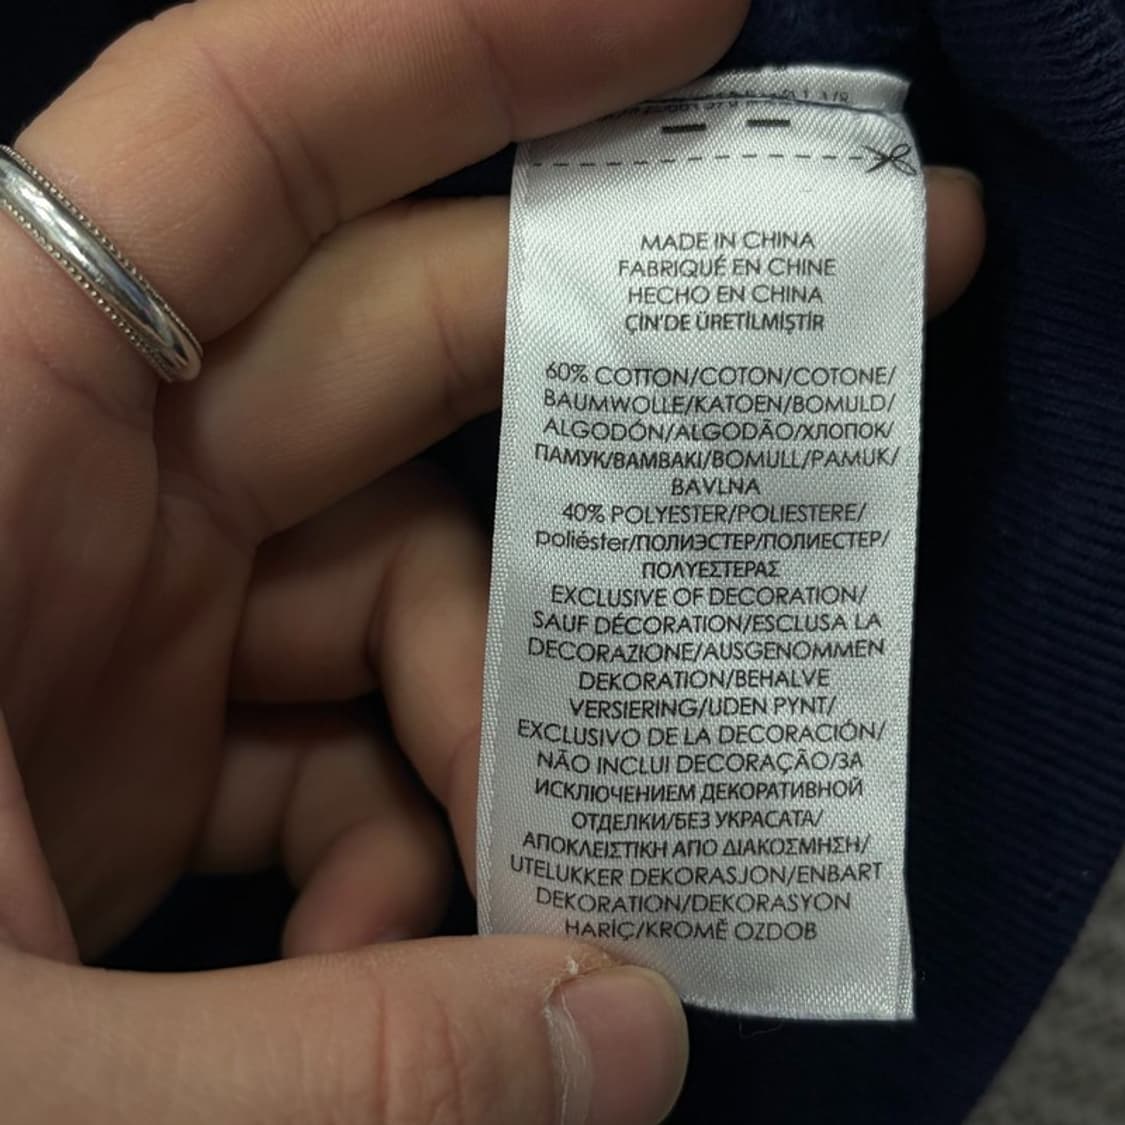 MADE IN CHINA
FABRIQUÉ EN CHINE
HECHO EN CHINA
ÇIN'DE ÜRETİLMİŞTİR
60% COTTON/COTON/COTONE/
BAUMWOLLE/KATOEN/BOMULD/
ALGODÓN/ALGODÃO/ХЛОПОК/
ПАМУК/ΒΑΜΒΑΚΙ/BOMULL/PAMUK/
BAVLNA
40% POLYESTER/POLIESTERE/
poliéster/ПОЛИЭСТЕР/ПОЛИЕСТЕР/
ΠΟΛΥΕΣΤΕΡΑΣ
EXCLUSIVE OF DECORATION/
SAUF DÉCORATION/ESCLUSA LA
DECORAZIONE/AUSGENOMMEN
DEKORATION/BEHALVE
VERSIERING/UDEN PYNT/
EXCLUSIVO DE LA DECORACIÓN/
NÃO INCLUI DECORAÇÃO/ЗА
ИСКЛЮЧЕНИЕМ ДЕКОРАТИВНОЙ
ОТДЕЛКИ/БЕЗ УКРАСАТА/
ΑΠΟΚΛΕΙΣΤΙΚΗ ΑΠΟ ΔΙΑΚΟΣΜΗΣΗ/
UTELUKKER DEKORASJON/ENBART
DEKORATION/DEKORASYON
HARİÇ/KROMĚ OZDOB